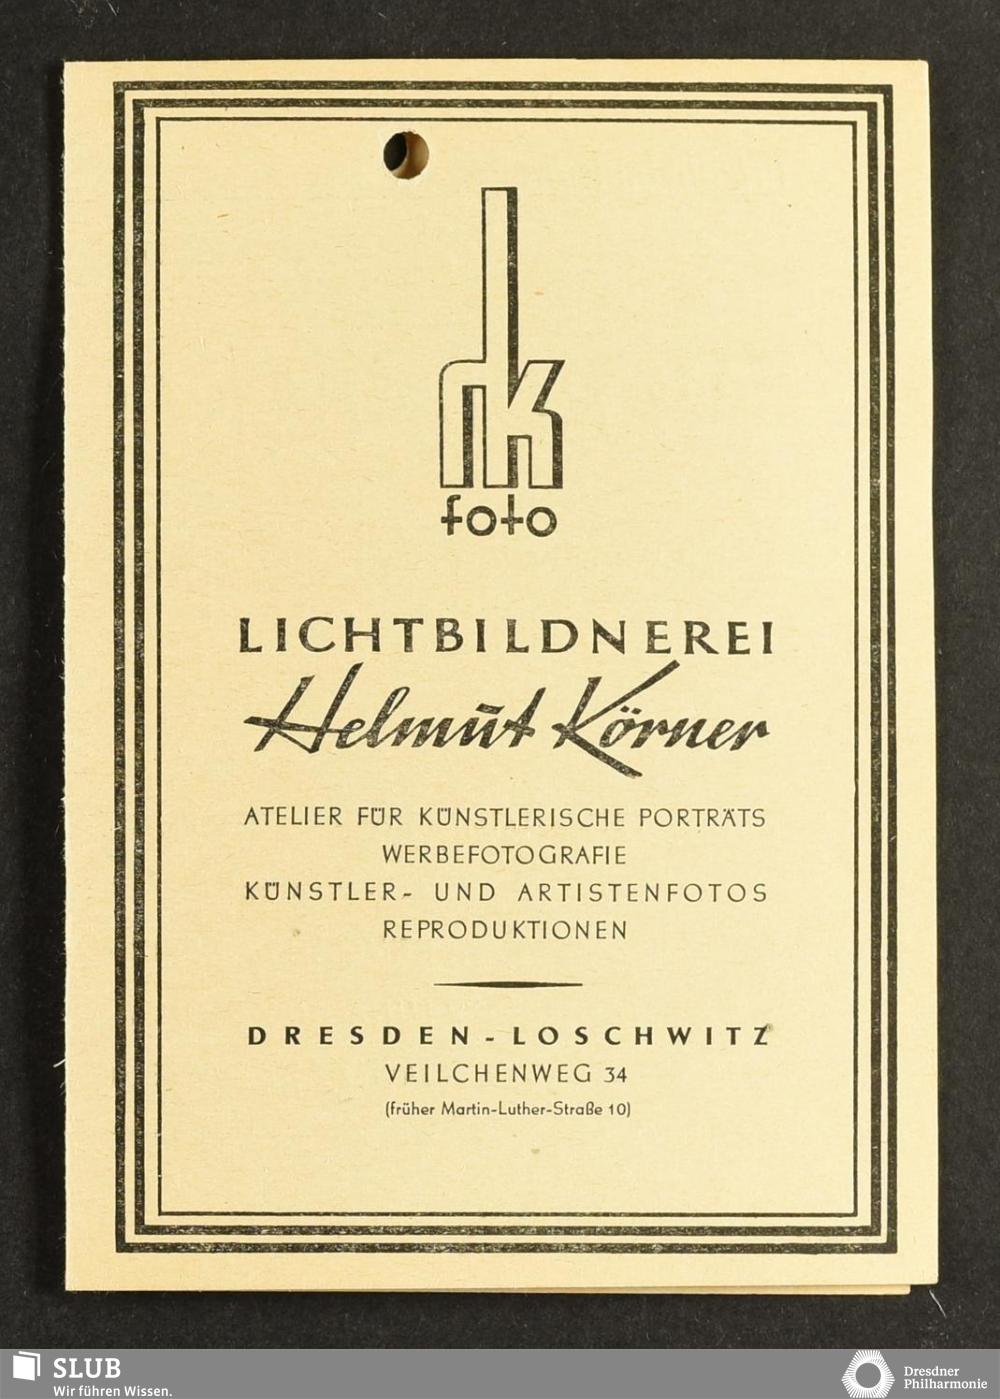 hk
foto
LICHTBILDNEREI
Helmut Körner
ATELIER FÜR KÜNSTLERISCHE PORTRÄTS
WERBEFOTOGRAFIE
KÜNSTLER- UND ARTISTENFOTOS
REPRODUKTIONEN
DRESDEN-LOSCHWITZ
VEILCHENWEG 34
(früher Martin-Luther-Straße 10)
SLUB
Wir führen Wissen.
Dresdner
Philharmonie